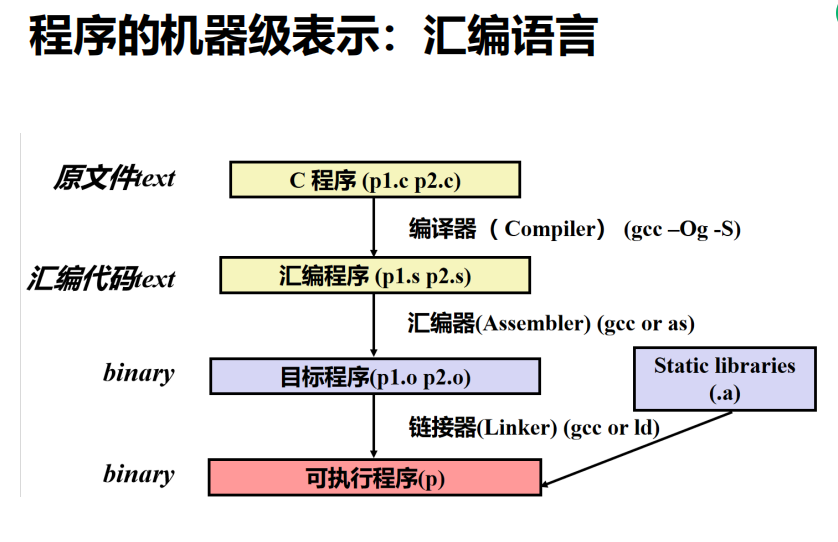 程序的机器级表示：汇编语言
原文件text
C 程序 (p1.c p2.c)
编译器（ Compiler） (gcc –Og -S)
汇编代码text
汇编程序 (p1.s p2.s)
汇编器(Assembler) (gcc or as)
binary
目标程序(p1.o p2.o)
Static libraries
(.a)
链接器(Linker) (gcc or ld)
binary
可执行程序(p)